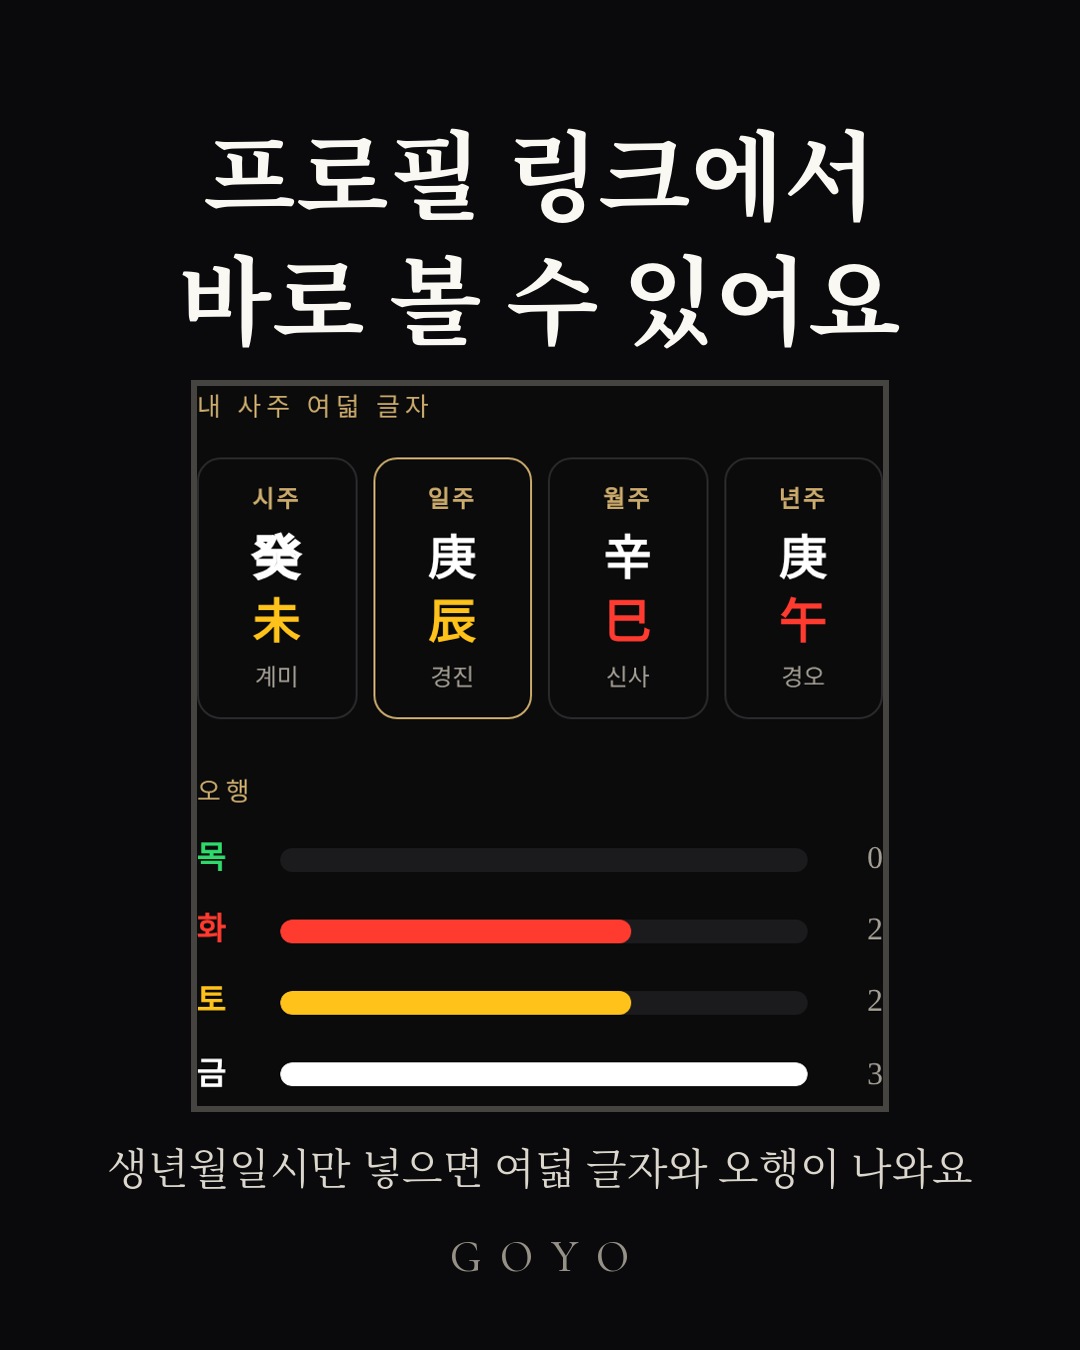 프로필 링크에서
바로 볼 수 있어요
내 사주 여덟 글자
시주 일주 월주 년주
癸 庚 辛 庚
未 辰 巳 午
계미 경진 신사 경오
오행
목 0
화 2
토 2
금 3
생년월일시만 넣으면 여덟 글자와 오행이 나와요
GOYO